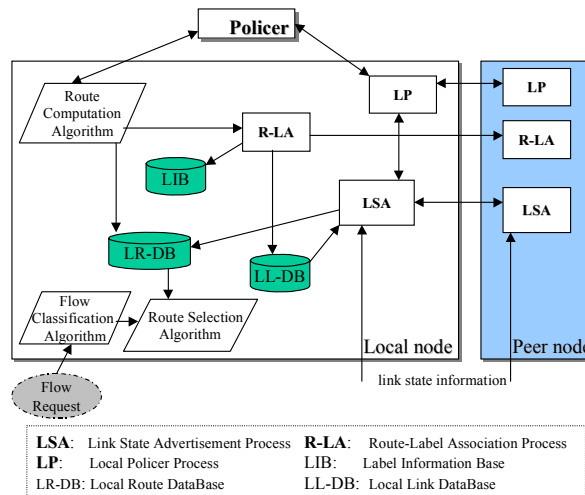 Policer
Route
Computation
Algorithm
LP
LP
R-LA
R-LA
LIB
LSA
LSA
LR-DB
LL-DB
Flow
Classification
Algorithm
Route Selection
Algorithm
Local node
Peer node
Flow
Request
link state information
LSA: Link State Advertisement Process
R-LA: Route-Label Association Process
LP: Local Policer Process
LIB: Label Information Base
LR-DB: Local Route DataBase
LL-DB: Local Link DataBase